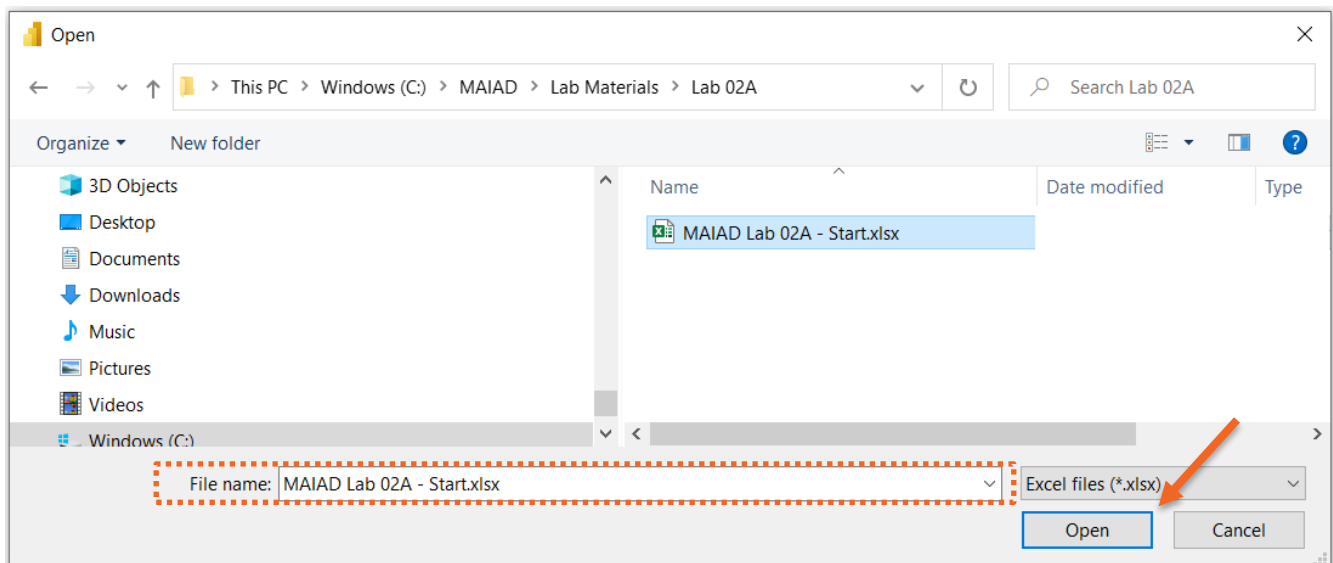 Open
This PC > Windows (C:) > MAIAD > Lab Materials > Lab 02A
Search Lab 02A
Organize
New folder
?
3D Objects
Desktop
Documents
Downloads
Music
Pictures
Videos
Windows (C:)
Name
Date modified
Type
MAIAD Lab 02A - Start.xlsx
File name: MAIAD Lab 02A - Start.xlsx
Excel files (*.xlsx)
Open
Cancel